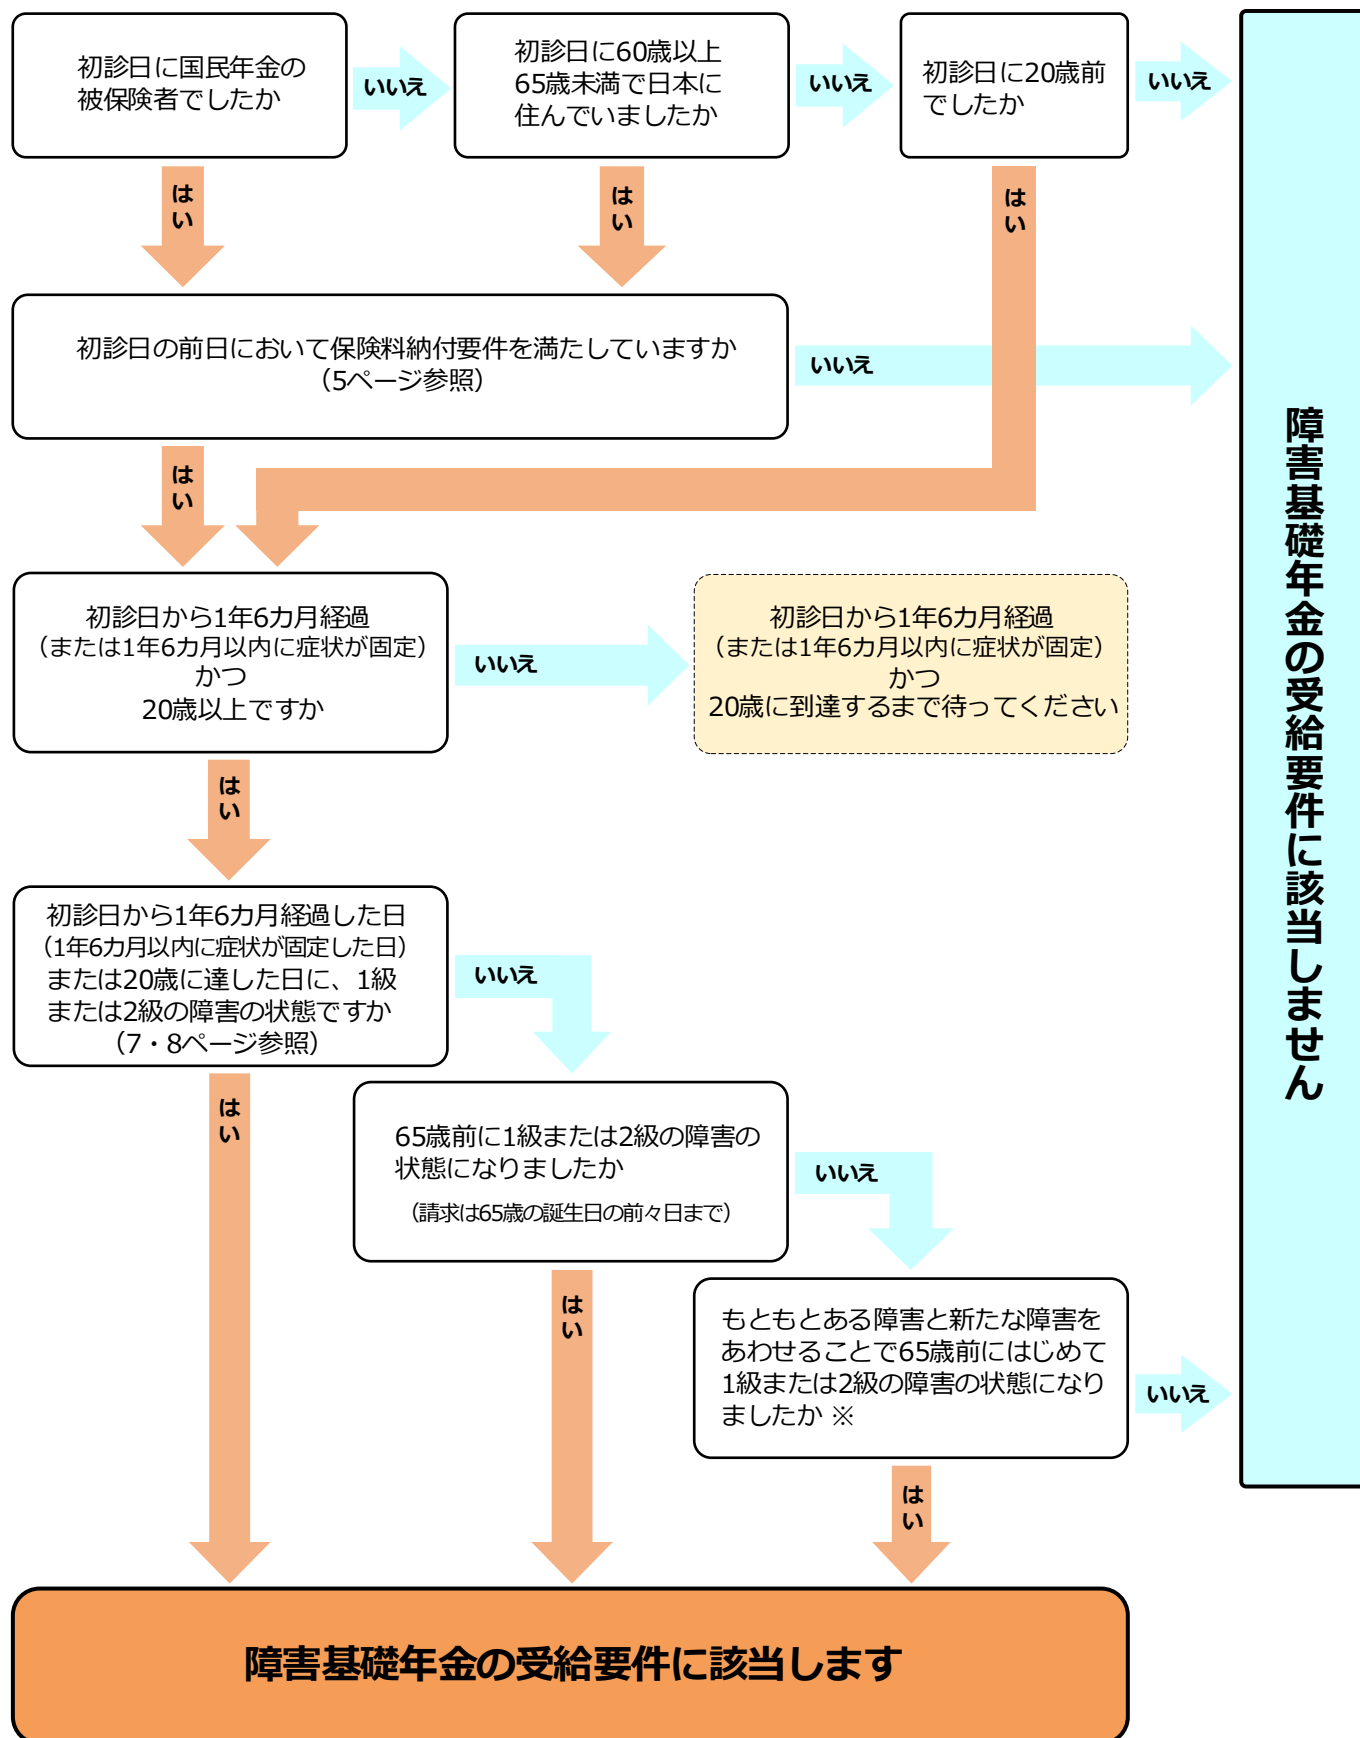 初診日に国民年金の
被保険者でしたか
いいえ
初診日に60歳以上
65歳未満で日本に
住んでいましたか
いいえ
初診日に20歳前
でしたか
いいえ
はい
はい
はい
初診日の前日において保険料納付要件を満たしていますか
（5ページ参照）
いいえ
はい
初診日から1年6カ月経過
（または1年6カ月以内に症状が固定）
かつ
20歳以上ですか
いいえ
初診日から1年6カ月経過
（または1年6カ月以内に症状が固定）
かつ
20歳に到達するまで待ってください
はい
初診日から1年6カ月経過した日
（1年6カ月以内に症状が固定した日）
または20歳に達した日に、1級
または2級の障害の状態ですか
（7・8ページ参照）
いいえ
はい
65歳前に1級または2級の障害の
状態になりましたか
（請求は65歳の誕生日の前々日まで）
いいえ
はい
もともとある障害と新たな障害を
あわせることで65歳前にはじめて
1級または2級の障害の状態になり
ましたか ※
いいえ
はい
障害基礎年金の受給要件に該当しません
障害基礎年金の受給要件に該当します